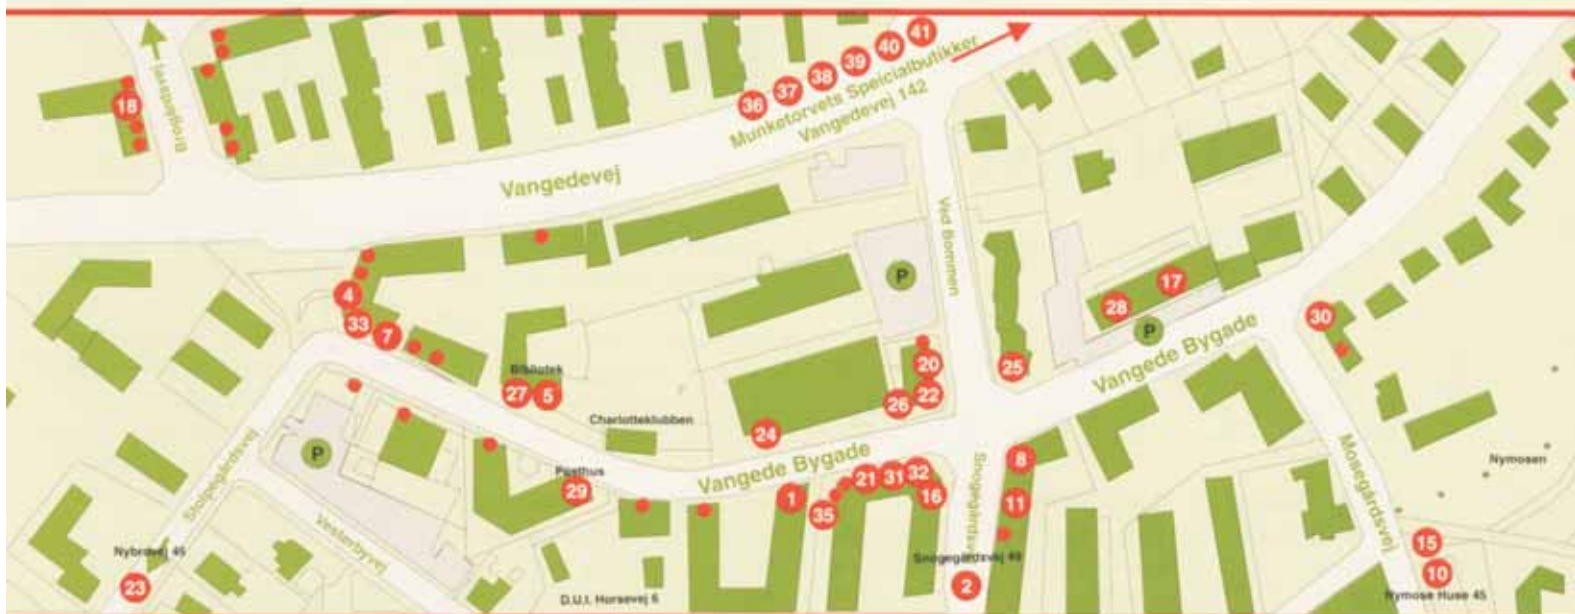 41
40
39
38
37
36
Munketorvets Speicialbutikker
Vangedevej 142
18
Brogårdsvej
Vangedevej
Ved Bommen
P
4
33
7
17
28
P
30
Vangede Bygade
25
20
22
26
Bibliotek
27
5
Charlotteklubben
24
Vangede Bygade
P
Stolpegårdsvej
Vesterbyvej
Posthus
29
1
35
21
31
32
16
8
11
Snogegårdsvej
Snogegårdsvej 49
2
Mosegårdsvej
Nymosen
15
10
Nymose Huse 45
Nybrovej 45
23
D.U.I. Horsevej 6